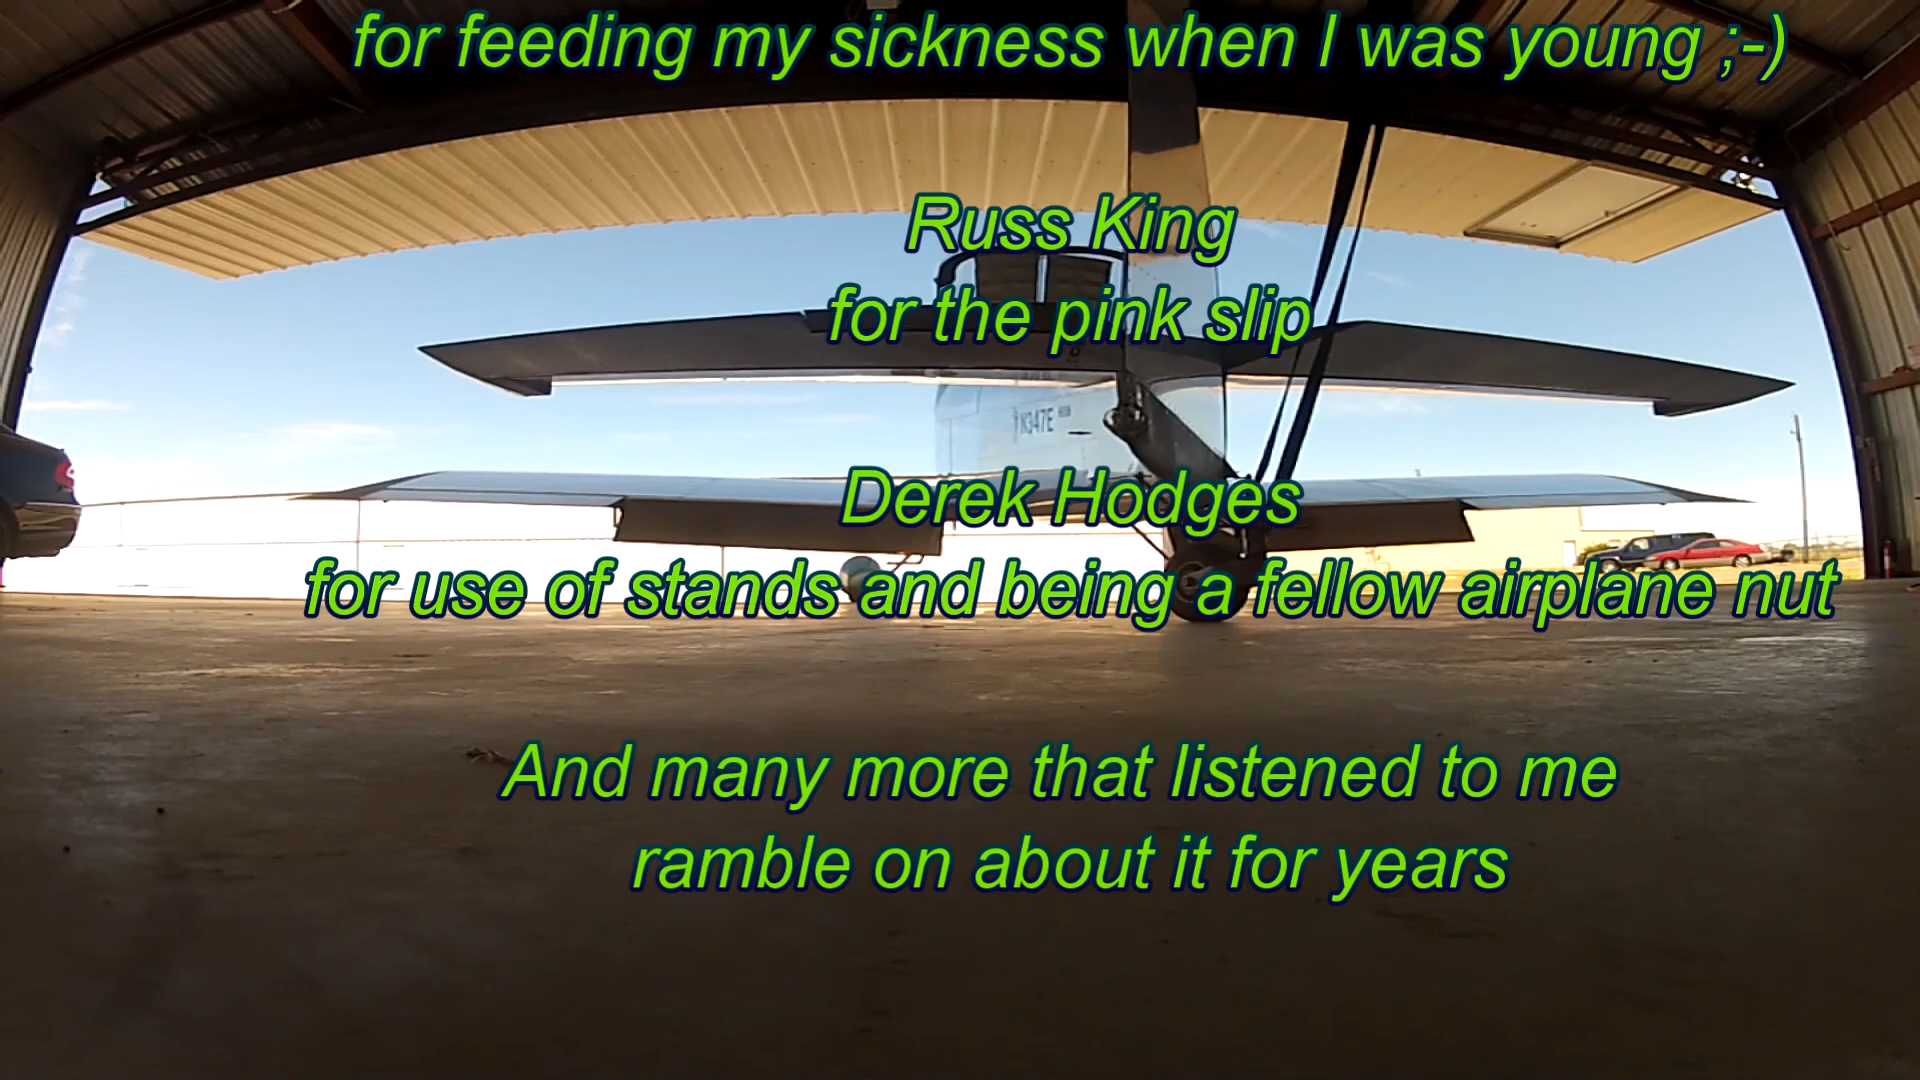 for feeding my sickness when I was young ;-)
Russ King
for the pink slip
N347E
Derek Hodges
for use of stands and being a fellow airplane nut
And many more that listened to me
ramble on about it for years